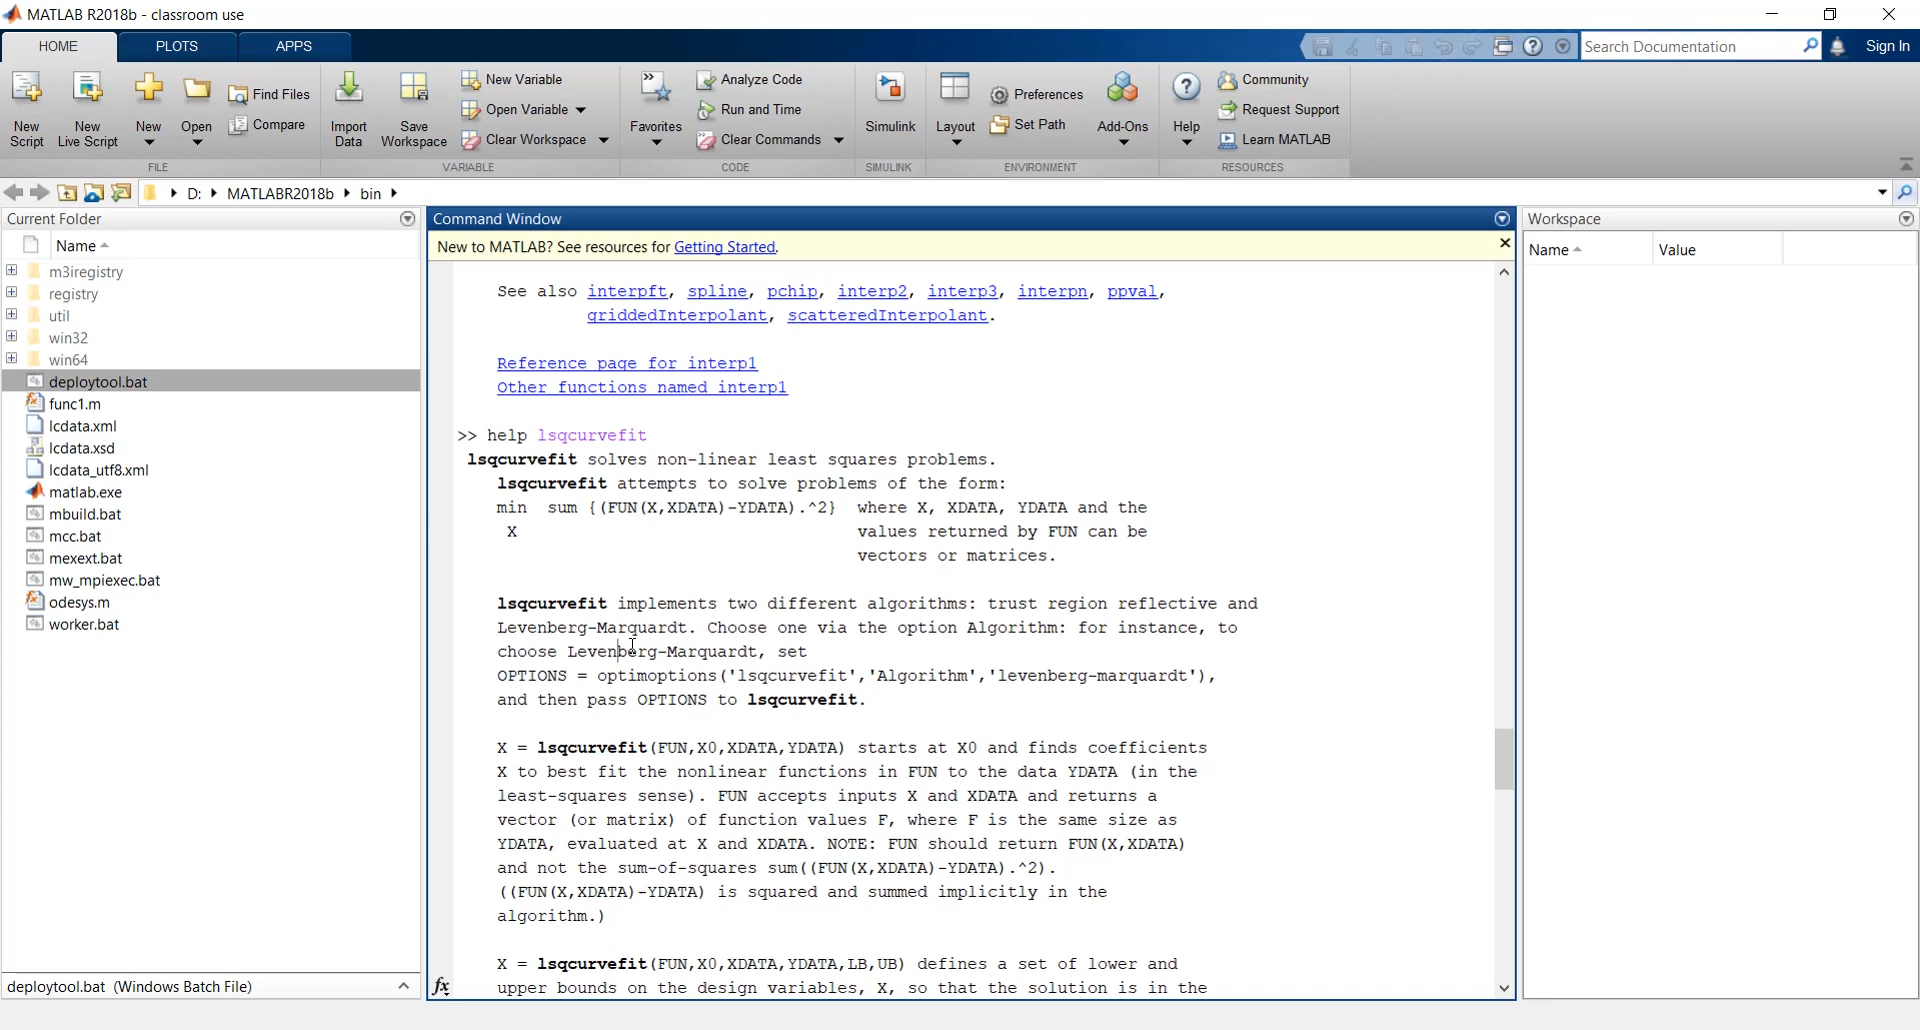 MATLAB R2018b - classroom use
HOME
PLOTS
APPS
Search Documentation
Sign In
New Script
New Live Script
New
Open
Find Files
Compare
FILE
Import Data
Save Workspace
New Variable
Open Variable
Clear Workspace
VARIABLE
Favorites
Analyze Code
Run and Time
Clear Commands
CODE
Simulink
SIMULINK
Layout
Preferences
Set Path
Add-Ons
ENVIRONMENT
Help
Community
Request Support
Learn MATLAB
RESOURCES
D: MATLABR2018b bin
Current Folder
Name
m3iregistry
registry
util
win32
win64
deploytool.bat
func1.m
lcdata.xml
lcdata.xsd
lcdata_utf8.xml
matlab.exe
mbuild.bat
mcc.bat
mexext.bat
mw_mpiexec.bat
odesys.m
worker.bat
deploytool.bat (Windows Batch File)
Command Window
New to MATLAB? See resources for Getting Started.
See also interpft, spline, pchip, interp2, interp3, interpn, ppval,
griddedInterpolant, scatteredInterpolant.
Reference page for interp1
Other functions named interp1
>> help lsqcurvefit
lsqcurvefit solves non-linear least squares problems.
lsqcurvefit attempts to solve problems of the form:
min sum {(FUN(X,XDATA)-YDATA).^2} where X, XDATA, YDATA and the
X values returned by FUN can be
vectors or matrices.
lsqcurvefit implements two different algorithms: trust region reflective and
Levenberg-Marquardt. Choose one via the option Algorithm: for instance, to
choose Levenberg-Marquardt, set
OPTIONS = optimoptions('lsqcurvefit','Algorithm','levenberg-marquardt'),
and then pass OPTIONS to lsqcurvefit.
X = lsqcurvefit(FUN,X0,XDATA,YDATA) starts at X0 and finds coefficients
X to best fit the nonlinear functions in FUN to the data YDATA (in the
least-squares sense). FUN accepts inputs X and XDATA and returns a
vector (or matrix) of function values F, where F is the same size as
YDATA, evaluated at X and XDATA. NOTE: FUN should return FUN(X,XDATA)
and not the sum-of-squares sum((FUN(X,XDATA)-YDATA).^2).
((FUN(X,XDATA)-YDATA) is squared and summed implicitly in the
algorithm.)
X = lsqcurvefit(FUN,X0,XDATA,YDATA,LB,UB) defines a set of lower and
fx upper bounds on the design variables, X, so that the solution is in the
Workspace
Name
Value